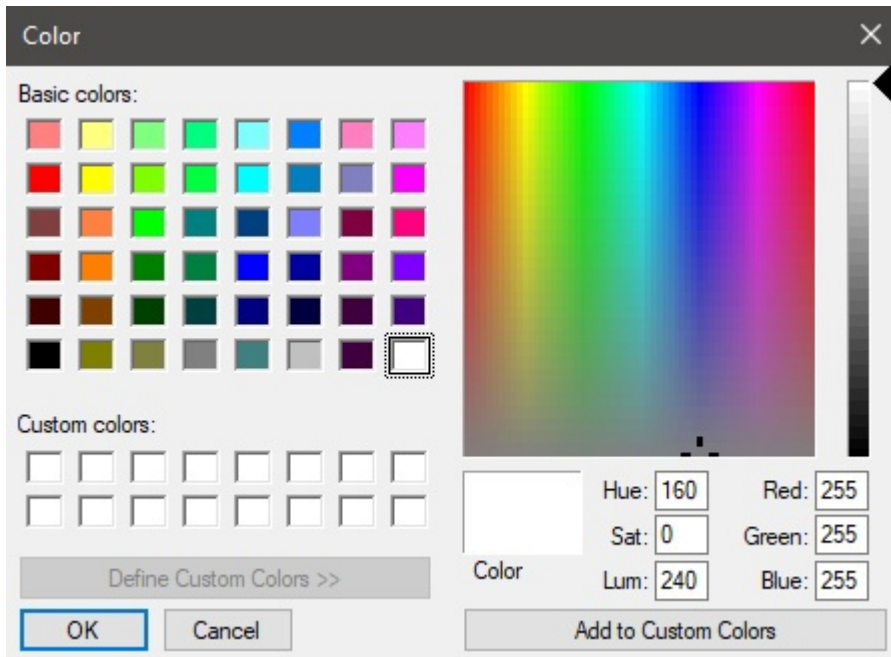 Color
Basic colors:
Custom colors:
Define Custom Colors >>
OK Cancel
Color
Hue: 160 Red: 255
Sat: 0 Green: 255
Lum: 240 Blue: 255
Add to Custom Colors